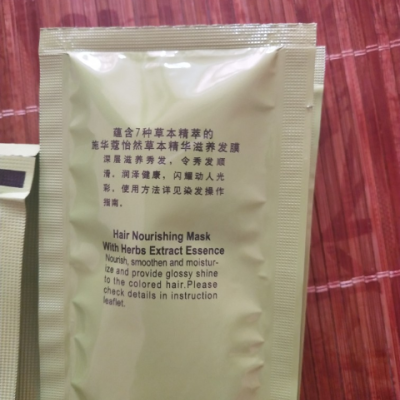 蕴含7种草本精萃的
施华蔻怡然草本精华滋养发膜
深层滋养秀发，令秀发顺
滑、润泽健康，闪耀动人光
彩。使用方法详见染发操作
指南。
Hair Nourishing Mask
With Herbs Extract Essence
Nourish, smoothen and moistur-
ize and provide glossy shine
to the colored hair.Please
check details in instruction
leaflet.